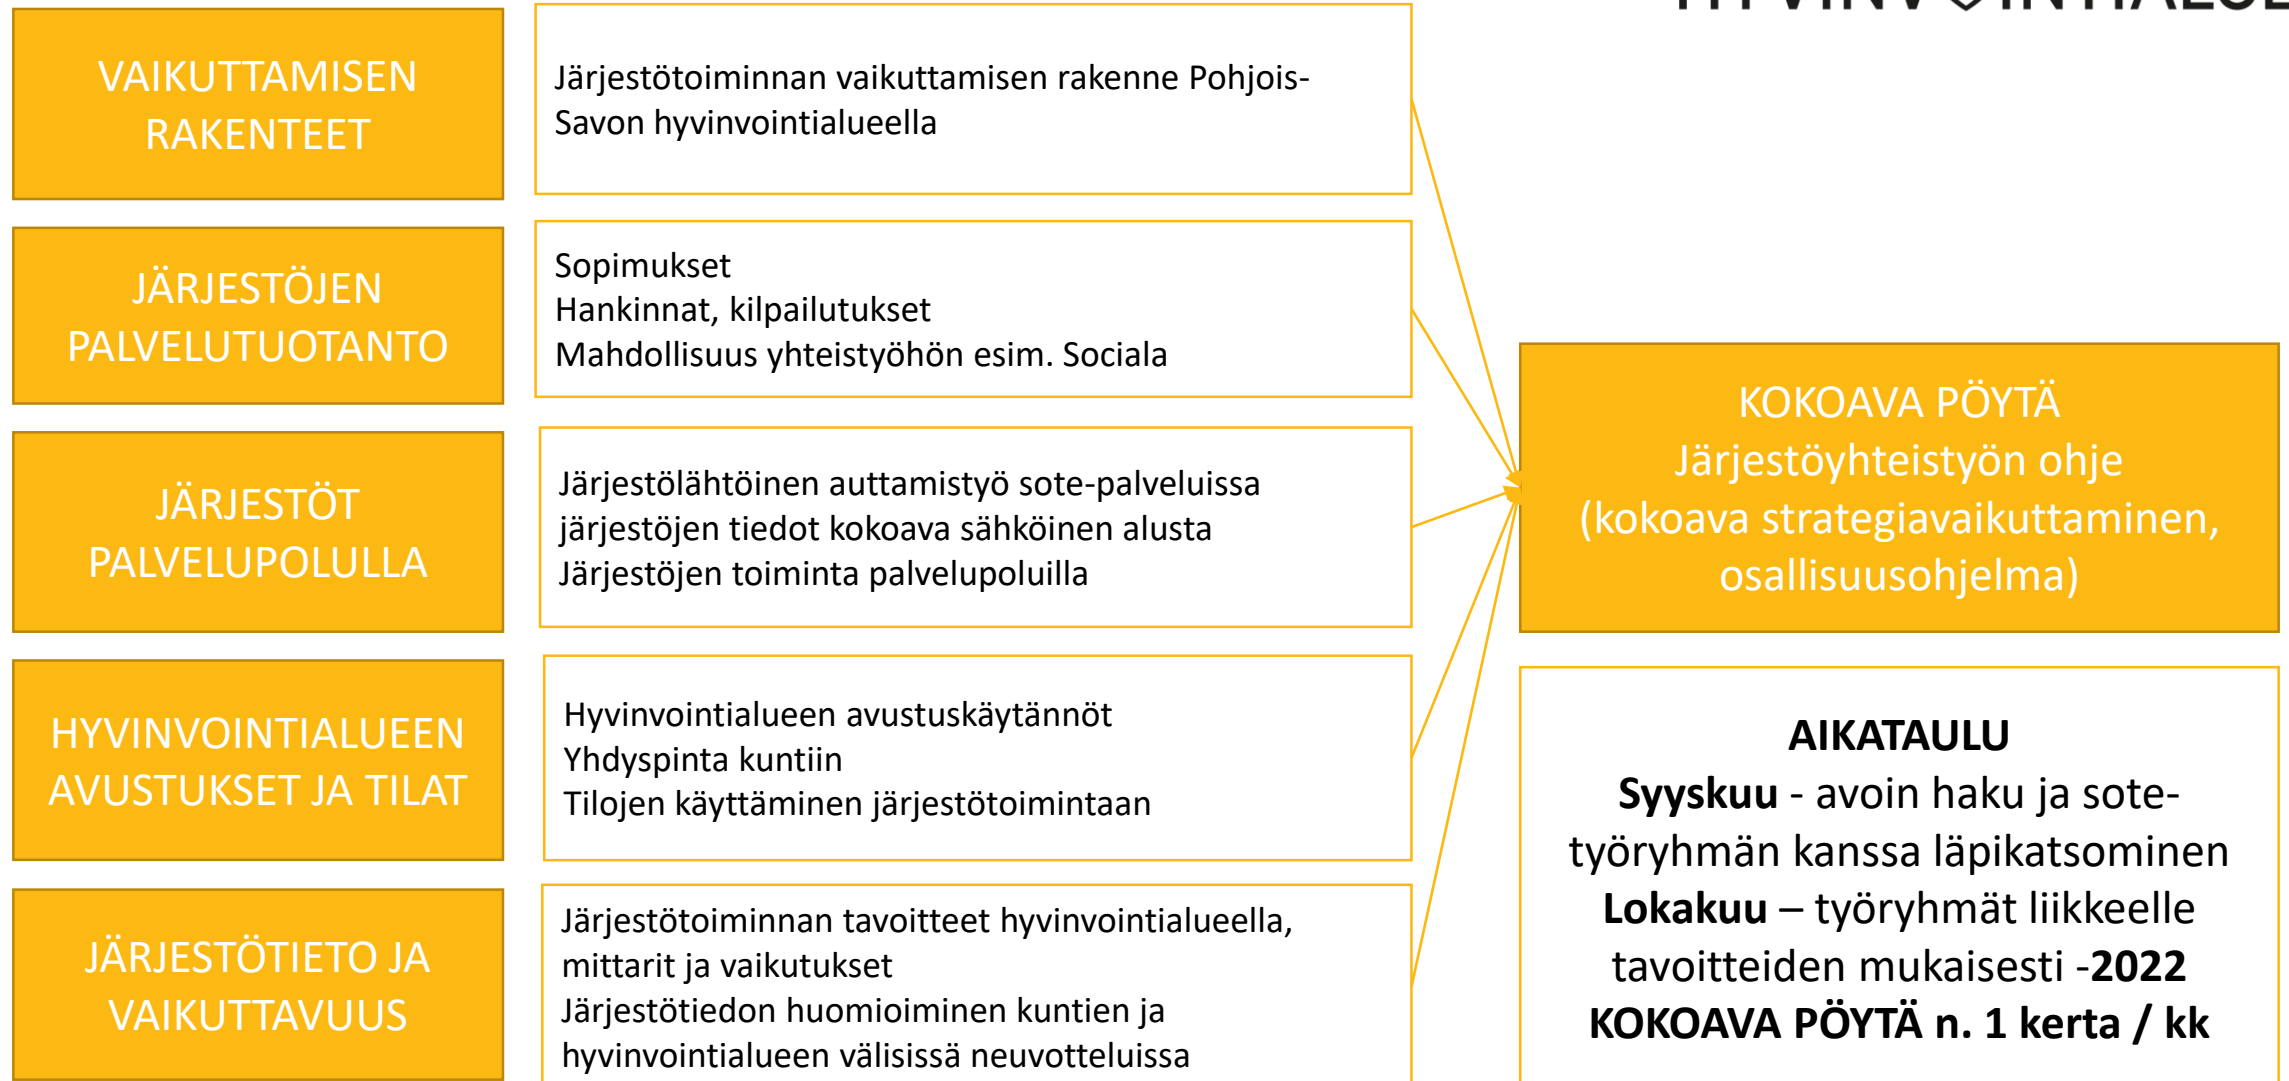 VAIKUTTAMISEN
RAKENTEET
Järjestötoiminnan vaikuttamisen rakenne Pohjois-
Savon hyvinvointialueella
JÄRJESTÖJEN
PALVELUTUOTANTO
Sopimukset
Hankinnat, kilpailutukset
Mahdollisuus yhteistyöhön esim. Sociala
JÄRJESTÖT
PALVELUPOLULLA
Järjestölähtöinen auttamistyö sote-palveluissa
järjestöjen tiedot kokoava sähköinen alusta
Järjestöjen toiminta palvelupoluilla
HYVINVOINTIALUEEN
AVUSTUKSET JA TILAT
Hyvinvointialueen avustuskäytännöt
Yhdyspinta kuntiin
Tilojen käyttäminen järjestötoimintaan
JÄRJESTÖTIETO JA
VAIKUTTAVUUS
Järjestötoiminnan tavoitteet hyvinvointialueella,
mittarit ja vaikutukset
Järjestötiedon huomioiminen kuntien ja
hyvinvointialueen välisissä neuvotteluissa
KOKOAVA PÖYTÄ
Järjestöyhteistyön ohje
(kokoava strategiavaikuttaminen,
osallisuusohjelma)
AIKATAULU
Syyskuu - avoin haku ja sote-
työryhmän kanssa läpikatsominen
Lokakuu – työryhmät liikkeelle
tavoitteiden mukaisesti -2022
KOKOAVA PÖYTÄ n. 1 kerta / kk